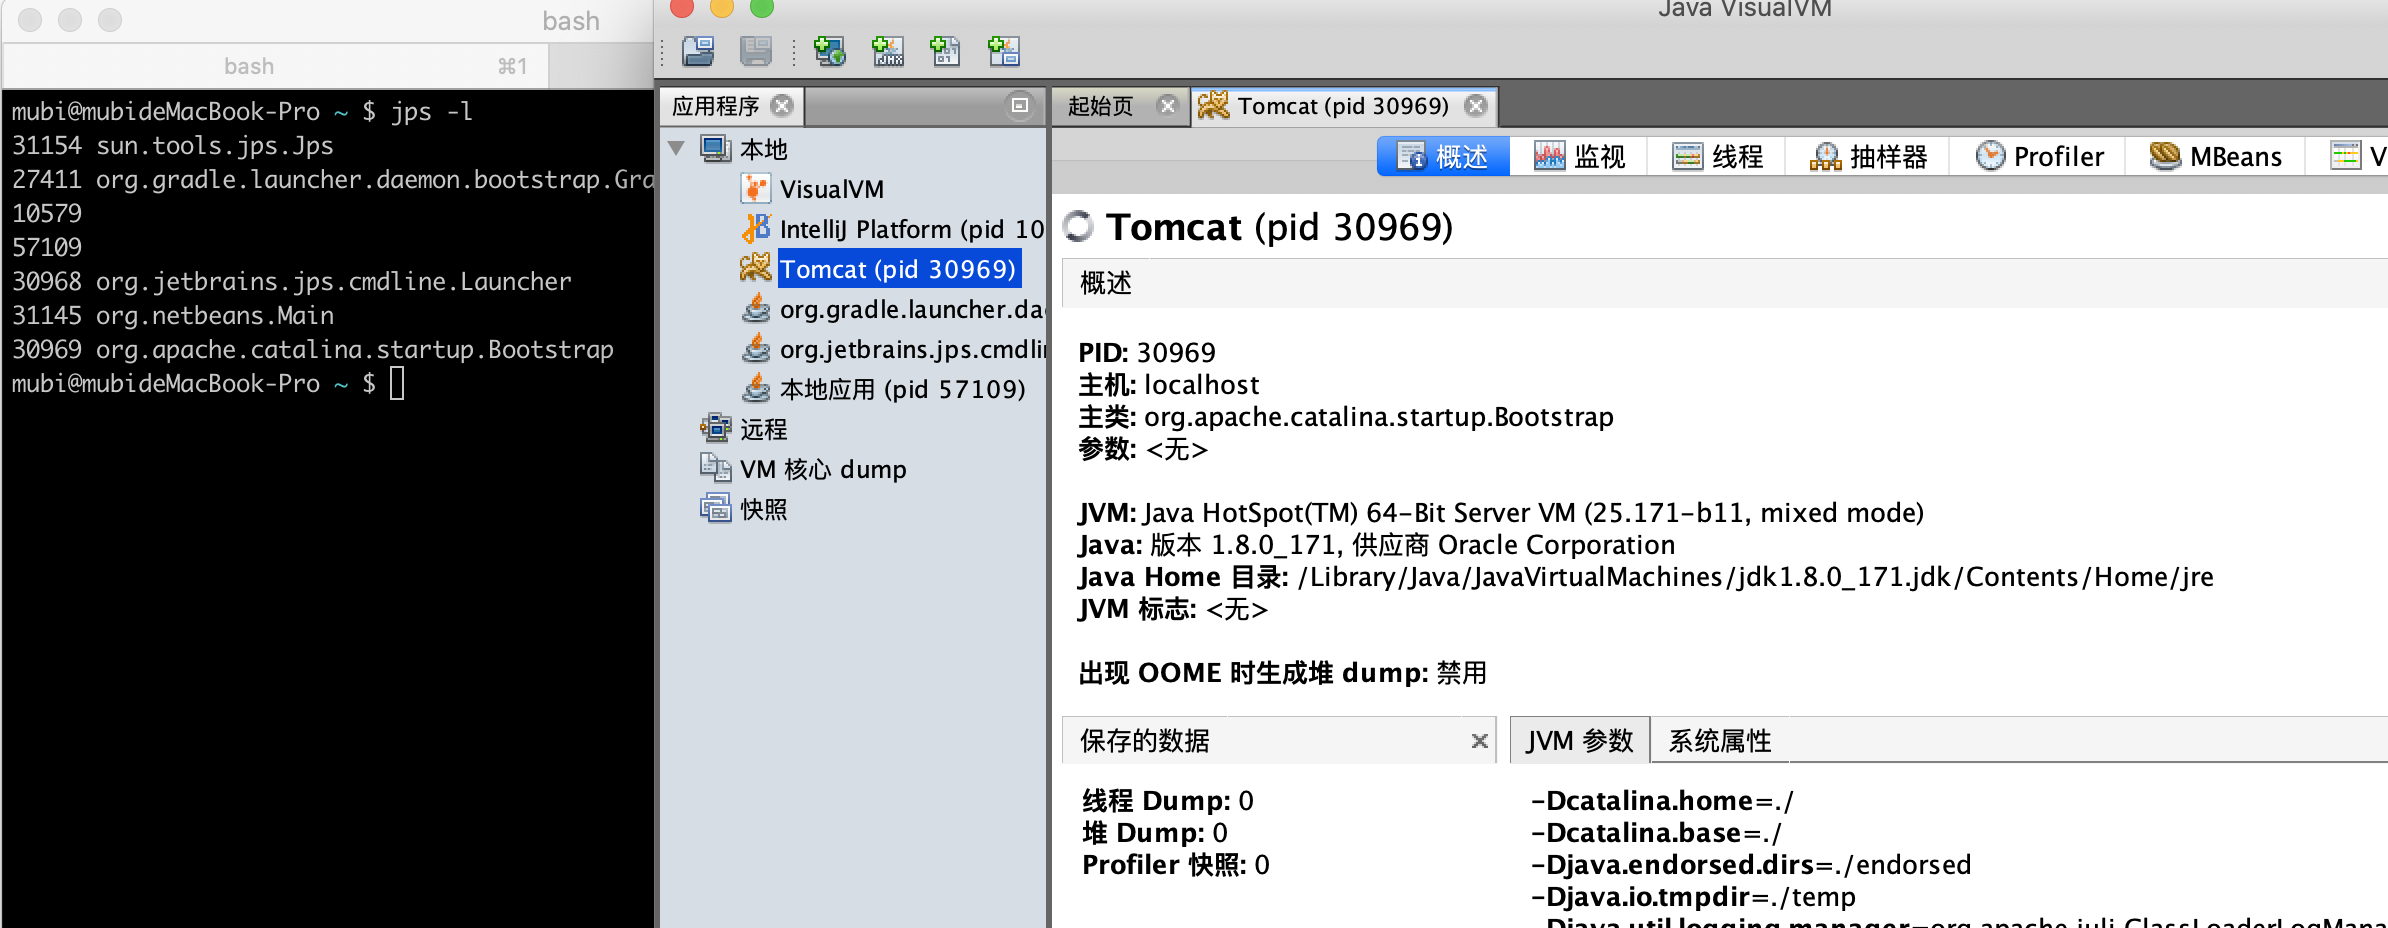 bash
bash ⌘1
mubi@mubideMacBook-Pro ~ $ jps -l
31154 sun.tools.jps.Jps
27411 org.gradle.launcher.daemon.bootstrap.Gra
10579
57109
30968 org.jetbrains.jps.cmdline.Launcher
31145 org.netbeans.Main
30969 org.apache.catalina.startup.Bootstrap
mubi@mubideMacBook-Pro ~ $
Java VisualVM
应用程序
本地
VisualVM
IntelliJ Platform (pid 10
Tomcat (pid 30969)
org.gradle.launcher.da
org.jetbrains.jps.cmdli
本地应用 (pid 57109)
远程
VM 核心 dump
快照
起始页 Tomcat (pid 30969)
概述 监视 线程 抽样器 Profiler MBeans V
Tomcat (pid 30969)
概述
PID: 30969
主机: localhost
主类: org.apache.catalina.startup.Bootstrap
参数: <无>
JVM: Java HotSpot(TM) 64-Bit Server VM (25.171-b11, mixed mode)
Java: 版本 1.8.0_171, 供应商 Oracle Corporation
Java Home 目录: /Library/Java/JavaVirtualMachines/jdk1.8.0_171.jdk/Contents/Home/jre
JVM 标志: <无>
出现 OOME 时生成堆 dump: 禁用
保存的数据
线程 Dump: 0
堆 Dump: 0
Profiler 快照: 0
JVM 参数 系统属性
-Dcatalina.home=./
-Dcatalina.base=./
-Djava.endorsed.dirs=./endorsed
-Djava.io.tmpdir=./temp
-Djava.util.logging.manager=org.apache.juli.ClassLoaderLogMana